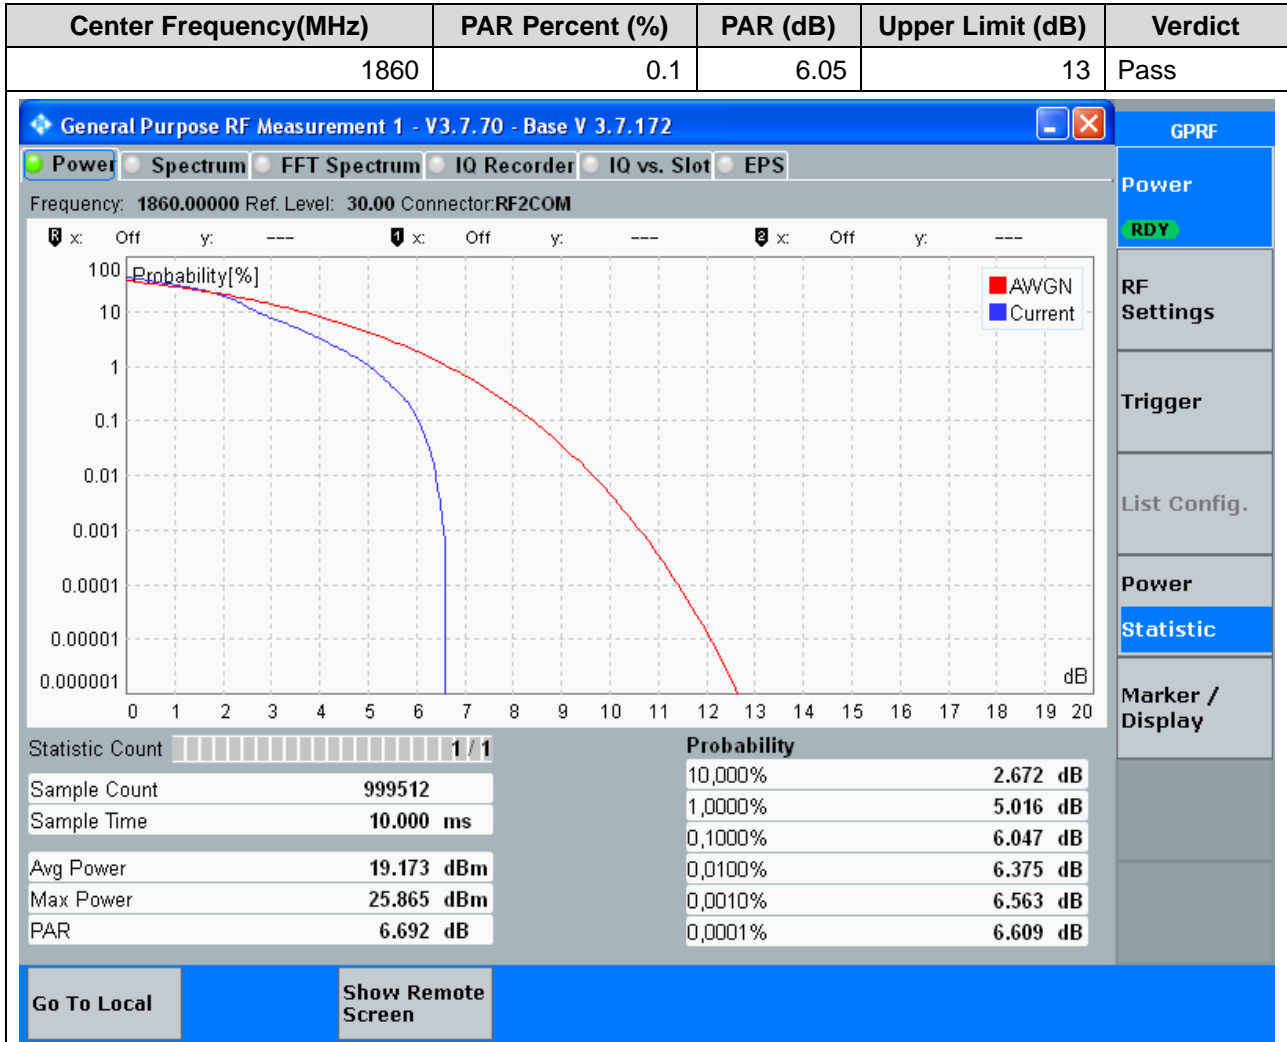 Center Frequency(MHz) PAR Percent (%) PAR (dB) Upper Limit (dB) Verdict
1860 0.1 6.05 13 Pass
General Purpose RF Measurement 1 - V3.7.70 - Base V 3.7.172
GPRF
Power Spectrum FFT Spectrum IQ Recorder IQ vs. Slot EPS
Frequency: 1860.00000 Ref. Level: 30.00 Connector:RF2COM
R x: Off y: --- 1 x: Off y: --- 2 x: Off y: ---
Probability[%]
AWGN
Current
100
10
1
0.1
0.01
0.001
0.0001
0.00001
0.000001
dB
0 1 2 3 4 5 6 7 8 9 10 11 12 13 14 15 16 17 18 19 20
Statistic Count 1 / 1
Sample Count 999512
Sample Time 10.000 ms
Avg Power 19.173 dBm
Max Power 25.865 dBm
PAR 6.692 dB
Probability
10,000% 2.672 dB
1,0000% 5.016 dB
0,1000% 6.047 dB
0,0100% 6.375 dB
0,0010% 6.563 dB
0,0001% 6.609 dB
Power
RDY
RF
Settings
Trigger
List Config.
Power
Statistic
Marker /
Display
Go To Local
Show Remote
Screen